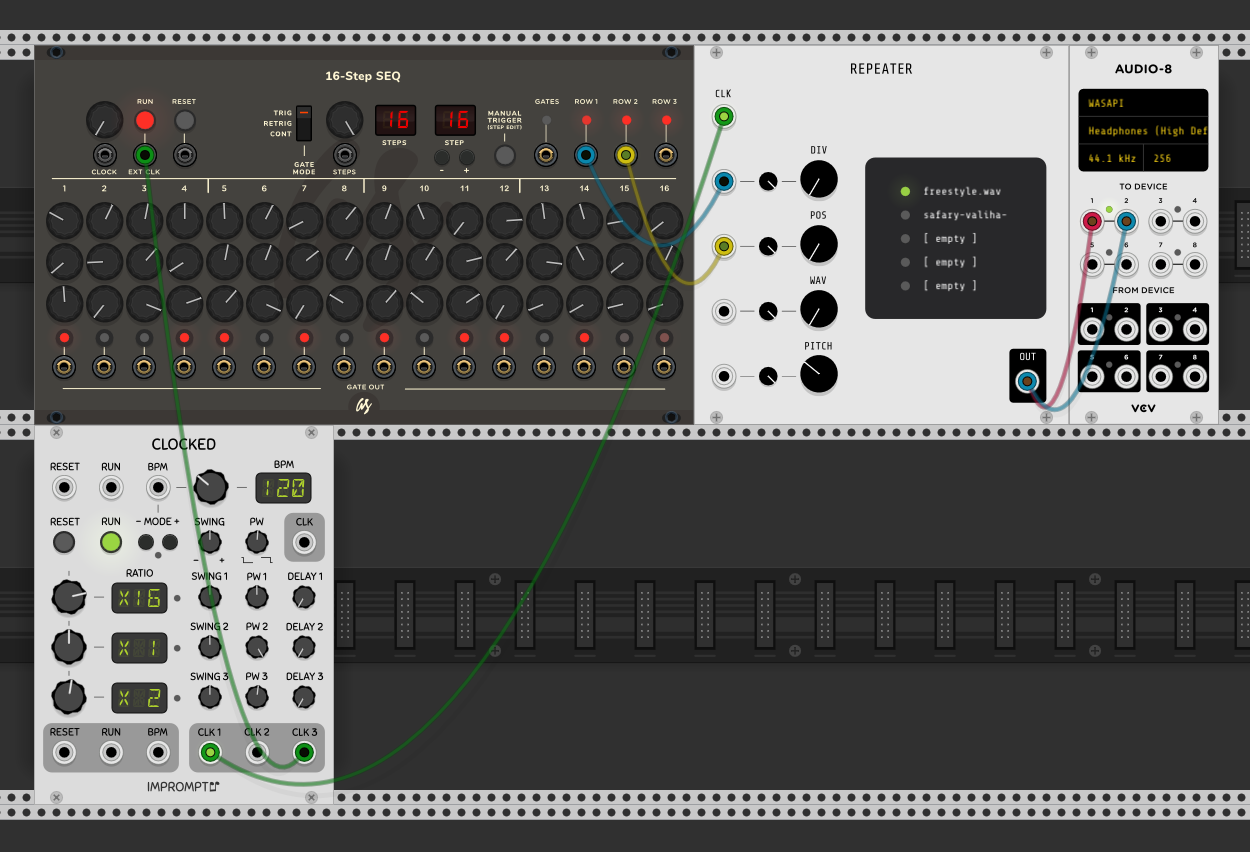 16-Step SEQ
RUN RESET
TRIG
RETRIG
CONT
GATE
MODE
CLOCK EXT CLK
STEPS
16
STEPS
16
STEP
- +
MANUAL
TRIGGER
(STEP EDIT)
GATES ROW 1 ROW 2 ROW 3
1 2 3 4 5 6 7 8 9 10 11 12 13 14 15 16
GATE OUT
as
REPEATER
CLK
DIV
POS
WAV
PITCH
freestyle.wav
safary-valiha-
[ empty ]
[ empty ]
[ empty ]
OUT
AUDIO-8
WASAPI
Headphones (High Def
44.1 kHz 256
TO DEVICE
1 2 3 4
5 6 7 8
FROM DEVICE
1 2 3 4
5 6 7 8
VCV
CLOCKED
RESET RUN BPM BPM
120
RESET RUN - MODE + SWING PW CLK
- +
RATIO SWING 1 PW 1 DELAY 1
X16
SWING 2 PW 2 DELAY 2
X 1
SWING 3 PW 3 DELAY 3
X 2
RESET RUN BPM CLK 1 CLK 2 CLK 3
IMPROMPTU